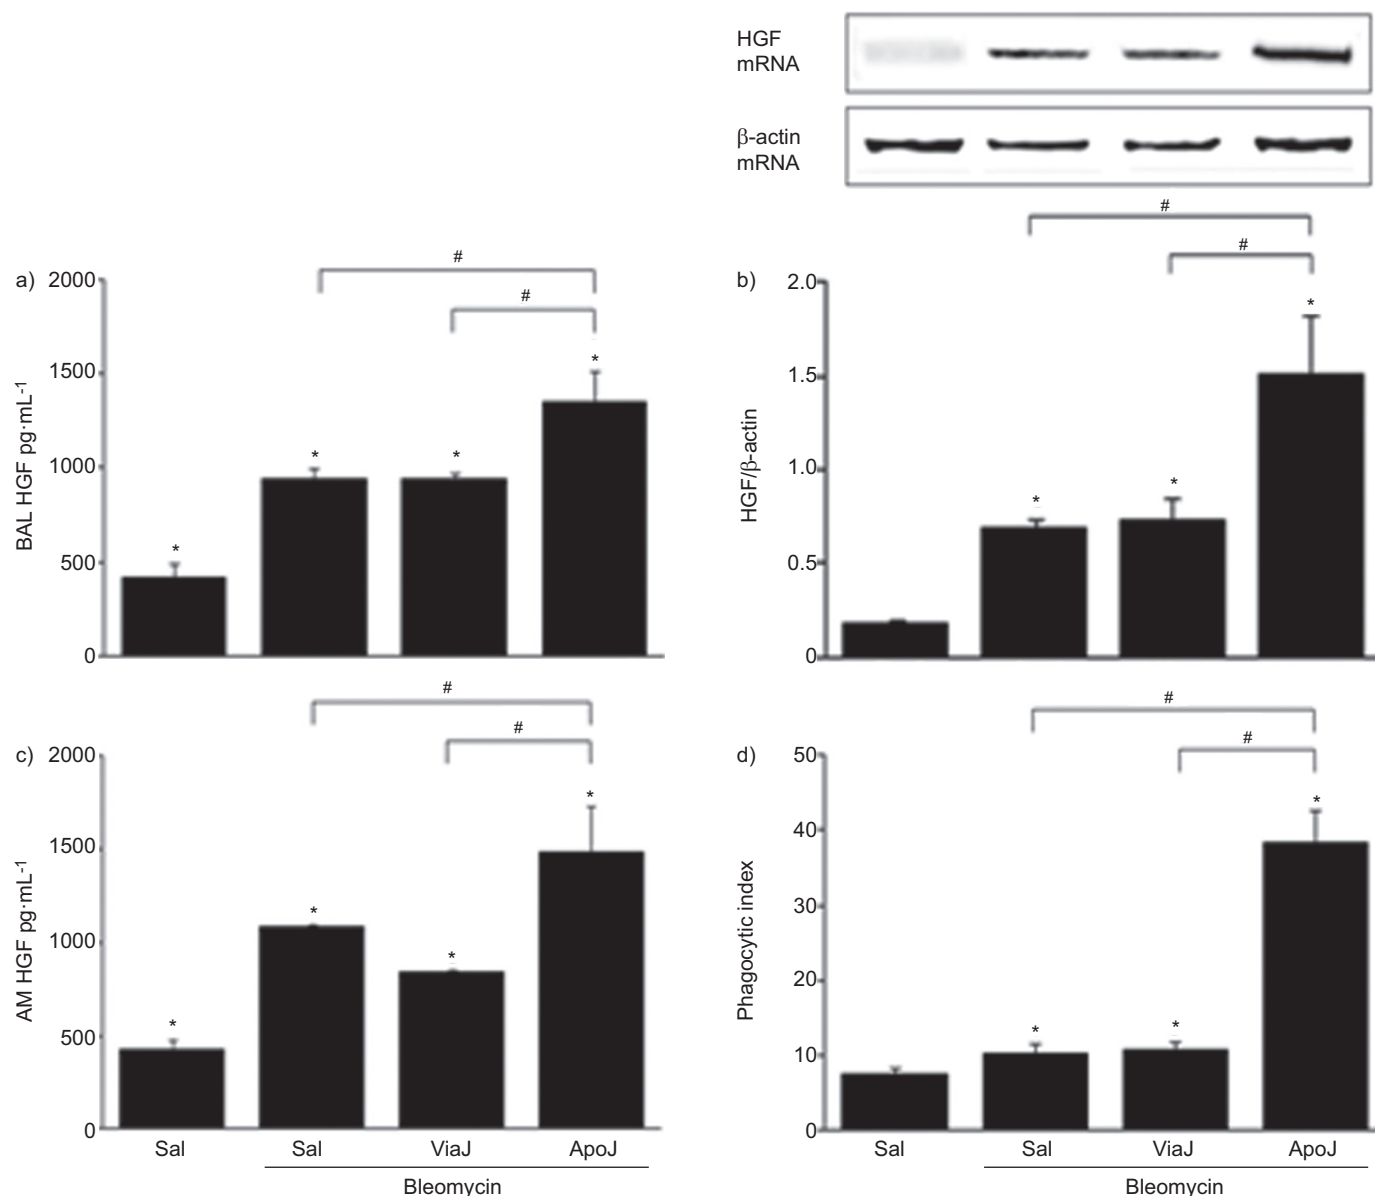 HGF
mRNA
β-actin
mRNA
a)
#
#
2000
1500
1000
500
0
BAL HGF pg·mL-1
*
*
*
*
b)
#
#
2.0
1.5
1.0
0.5
0
HGF/β-actin
*
*
*
c)
#
#
2000
1500
1000
500
0
AM HGF pg·mL-1
*
*
*
*
Sal
Sal
ViaJ
ApoJ
Bleomycin
d)
#
#
50
40
30
20
10
0
Phagocytic index
*
*
*
Sal
Sal
ViaJ
ApoJ
Bleomycin